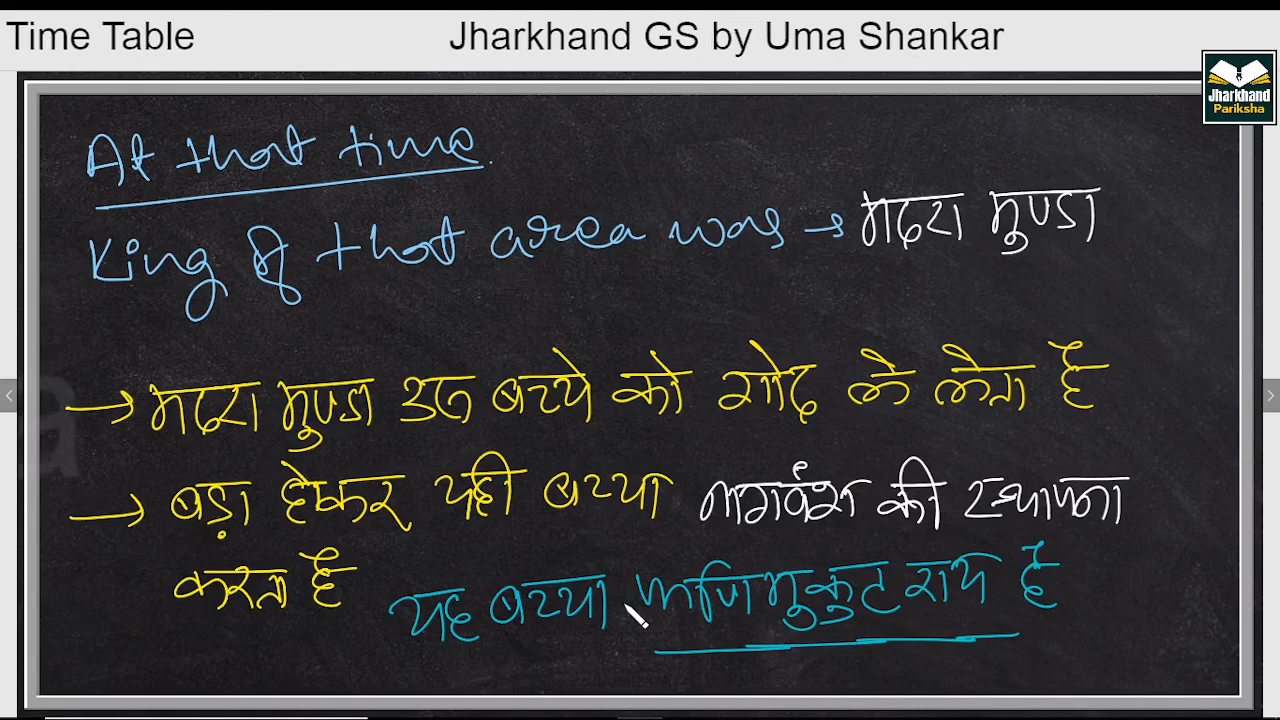 Time Table
Jharkhand GS by Uma Shankar
Jharkhand
Pariksha
At that time
King of that area was → मदरा मुण्डा
→ मदरा मुण्डा उस बच्चे को गोद ले लेता है
→ बड़ा होकर यही बच्चा नागवंश की स्थापना
करता है
यह बच्चा फणिमुकुट राय है